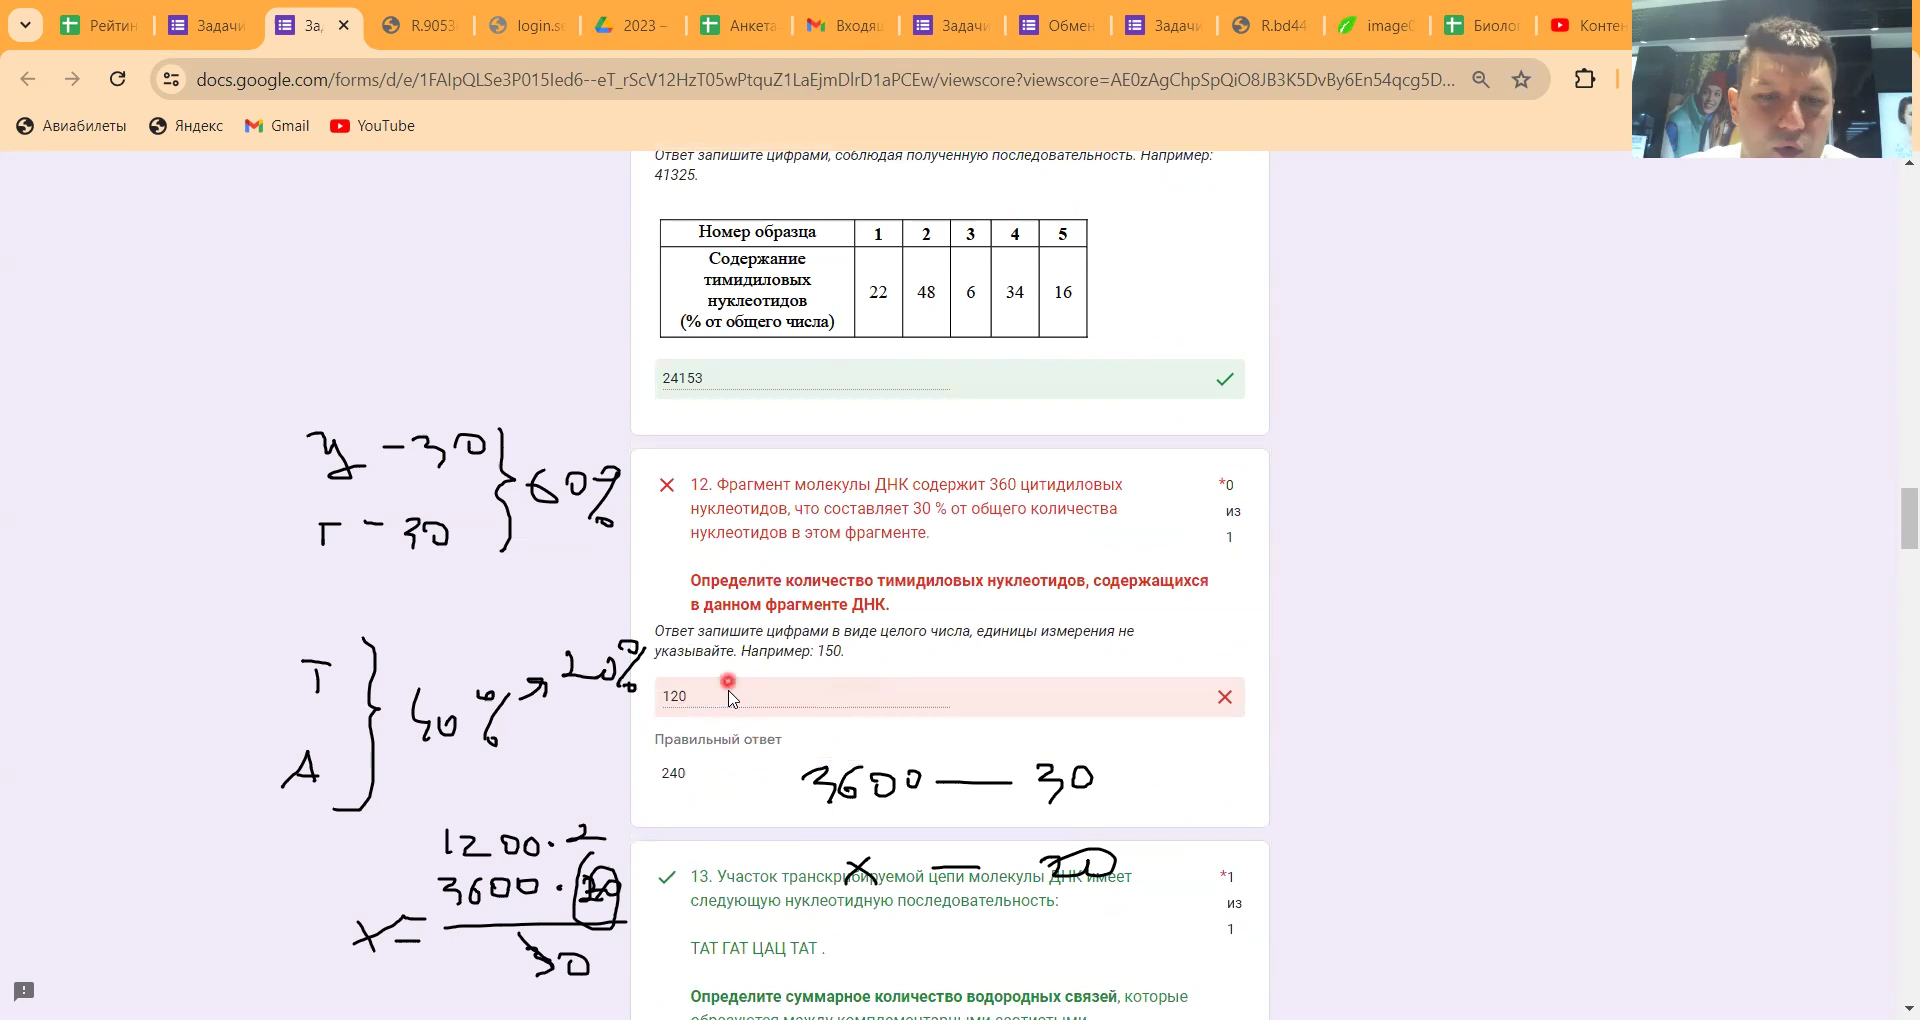 Рейтин
Задачи
За
R.9053
login.se
2023 –
Анкета
Входящ
Задачи
Обмен
Задачи
R.bd44
image0
Биолог
Контен
docs.google.com/forms/d/e/1FAIpQLSe3P015Ied6--eT_rScV12HzT05wPtquZ1LaEjmDlrD1aPCEw/viewscore?viewscore=AE0zAgChpSpQiO8JB3K5DvBy6En54qcg5D...
Авиабилеты
Яндекс
Gmail
YouTube
Ответ запишите цифрами, соблюдая полученную последовательность. Например:
41325.
Номер образца 1 2 3 4 5
Содержание
тимидиловых
нуклеотидов
(% от общего числа)
22 48 6 34 16
24153
12. Фрагмент молекулы ДНК содержит 360 цитидиловых
нуклеотидов, что составляет 30 % от общего количества
нуклеотидов в этом фрагменте.
*0
из
1
Определите количество тимидиловых нуклеотидов, содержащихся
в данном фрагменте ДНК.
Ответ запишите цифрами в виде целого числа, единицы измерения не
указывайте. Например: 150.
120
Правильный ответ
240
13. Участок транскрибируемой цепи молекулы ДНК имеет
следующую нуклеотидную последовательность:
*1
из
1
ТАТ ГАТ ЦАЦ ТАТ .
Определите суммарное количество водородных связей, которые
- 30
60%
Г - 30
Т
40%
20%
А
3600 — 30
х — 20
1200 · 2
3600 · 20
х =
30